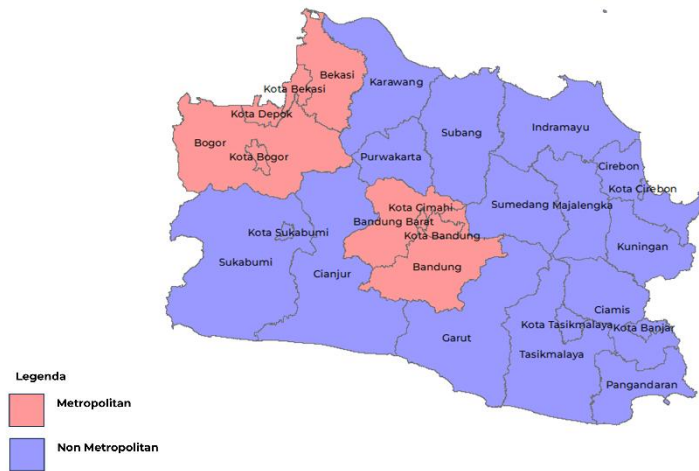 Bekasi
Karawang
Kota Bekasi
Kota Depok
Subang
Indramayu
Bogor
Kota Bogor
Purwakarta
Cirebon
Kota Cirebon
Kota Cimahi
Sumedang
Majalengka
Bandung Barat
Kota Sukabumi
Kota Bandung
Kuningan
Sukabumi
Cianjur
Bandung
Ciamis
Kota Tasikmalaya
Kota Banjar
Garut
Tasikmalaya
Pangandaran
Legenda
Metropolitan
Non Metropolitan